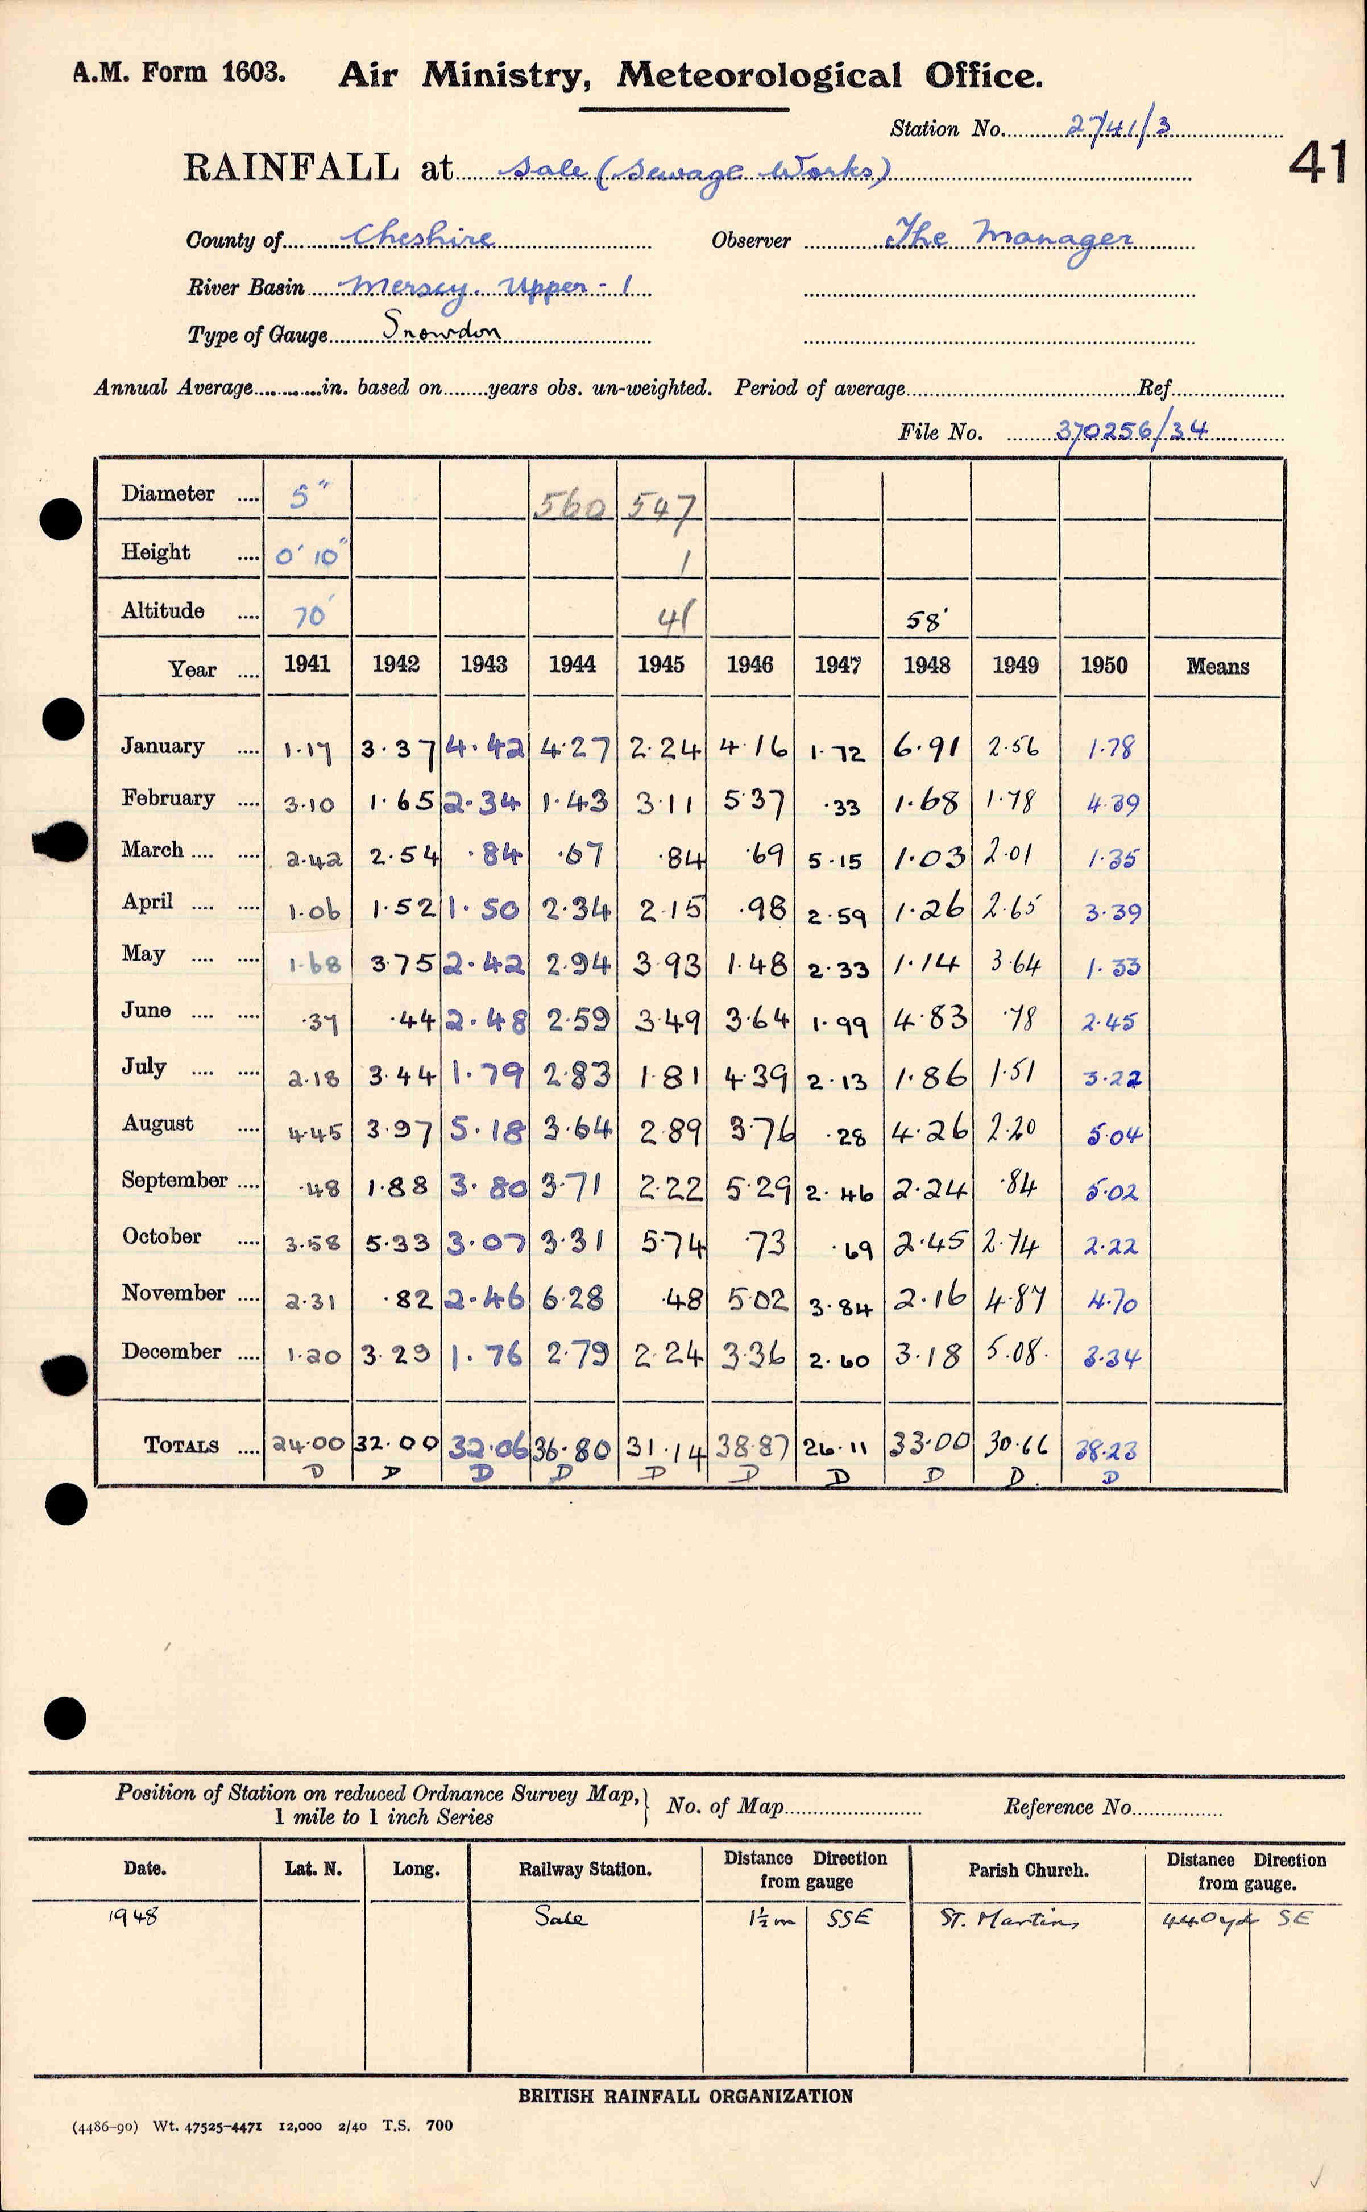 A.M. Form 1603. Air Ministry, Meteorological Office.
Station No. 2741/3
41
RAINFALL at Sale (Sewage Works)
County of Cheshire Observer The Manager
River Basin Mersey. Upper - 1
Type of Gauge Snowdon
Annual Average in. based on years obs. un-weighted. Period of average Ref
File No. 370256/34
Diameter .... 5" 560 547
Height .... 0' 10" 1
Altitude .... 70' 41 58'
Year .... 1941 1942 1943 1944 1945 1946 1947 1948 1949 1950 Means
January .... 1.17 3.37 4.42 4.27 2.24 4.16 1.72 6.91 2.56 1.78
February .... 3.10 1.65 2.34 1.43 3.11 5.37 .33 1.68 1.78 4.39
March .... .... 2.42 2.54 .84 .67 .84 .69 5.15 1.03 2.01 1.35
April .... .... 1.06 1.52 1.50 2.34 2.15 .98 2.59 1.26 2.65 3.39
May .... .... 1.68 3.75 2.42 2.94 3.93 1.48 2.33 1.14 3.64 1.33
June .... .... .37 .44 2.48 2.59 3.49 3.64 1.99 4.83 .78 2.45
July .... .... 2.18 3.44 1.79 2.83 1.81 4.39 2.13 1.86 1.51 3.22
August .... 4.45 3.97 5.18 3.64 2.89 3.76 .28 4.26 2.20 5.04
September .... .48 1.88 3.80 3.71 2.22 5.29 2.46 2.24 .84 5.02
October .... 3.58 5.33 3.07 3.31 5.74 .73 .69 2.45 2.74 2.22
November .... 2.31 .82 2.46 6.28 .48 5.02 3.84 2.16 4.87 4.70
December .... 1.20 3.29 1.76 2.79 2.24 3.36 2.60 3.18 5.08 3.34
TOTALS .... 24.00 32.00 32.06 36.80 31.14 38.87 26.11 33.00 30.66 38.23
D D D D D D D D D D
Position of Station on reduced Ordnance Survey Map, } No. of Map Reference No.
1 mile to 1 inch Series
Date. Lat. N. Long. Railway Station. Distance Direction from gauge Parish Church. Distance Direction from gauge.
1948 Sale 1½m SSE St. Martins 440yd SE
BRITISH RAINFALL ORGANIZATION
(4486-90) Wt. 47525-4471 12,000 2/40 T.S. 700